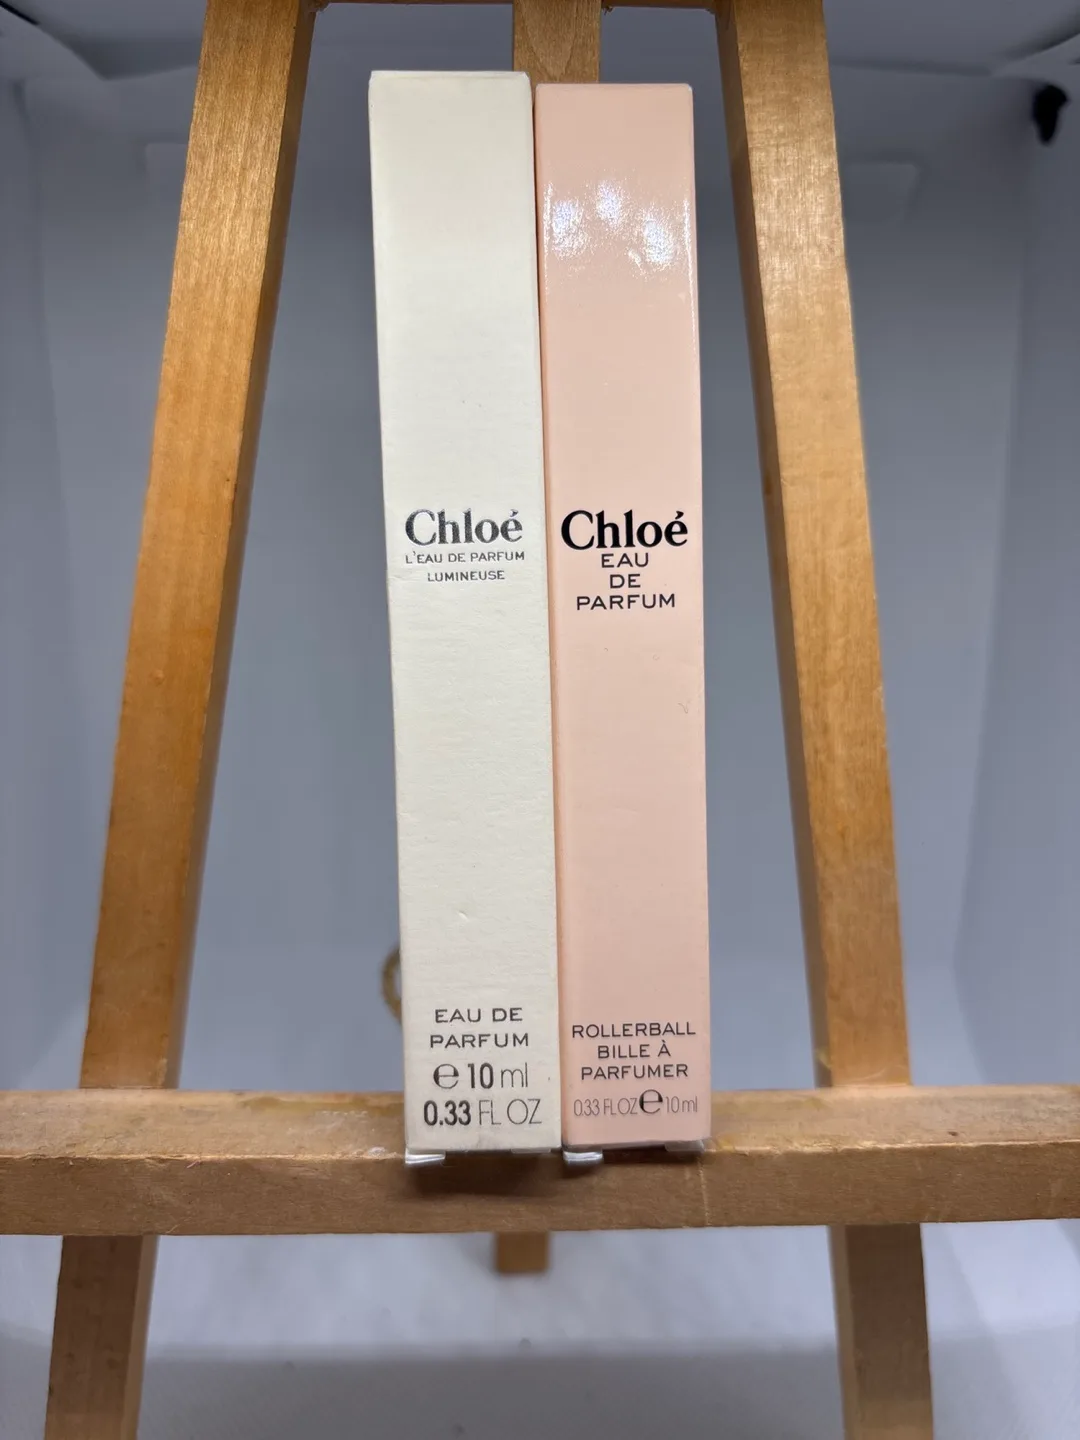 Chloé
L'EAU DE PARFUM
LUMINEUSE
EAU DE
PARFUM
℮ 10 ml
0.33 FL OZ
Chloé
EAU
DE
PARFUM
ROLLERBALL
BILLE À
PARFUMER
0.33 FL OZ ℮ 10 ml